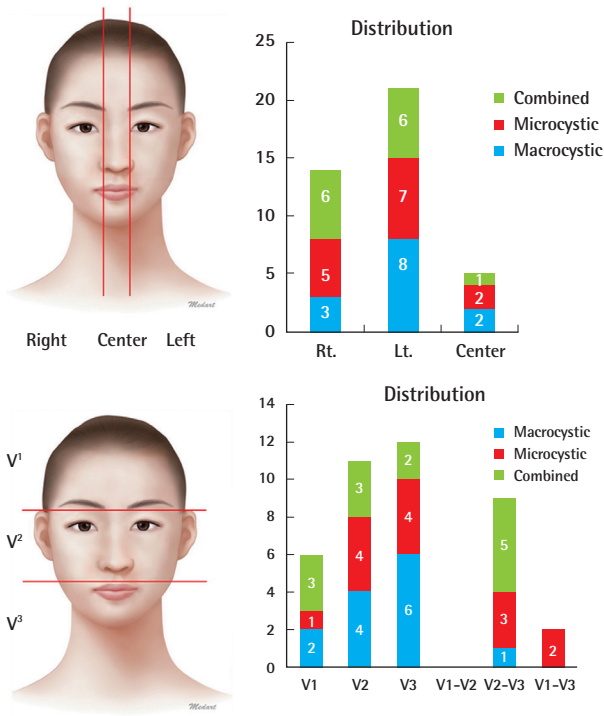 Distribution
25
20
15
10
5
0
Combined
Microcystic
Macrocystic
6
5
3
6
7
8
1
2
2
Rt.
Lt.
Center
Medart
Right Center Left
Distribution
14
12
10
8
6
4
2
0
Macrocystic
Microcystic
Combined
3
1
2
3
4
4
2
4
6
5
3
1
2
V1
V2
V3
V1–V2
V2–V3
V1–V3
V¹
V²
V³
Medart